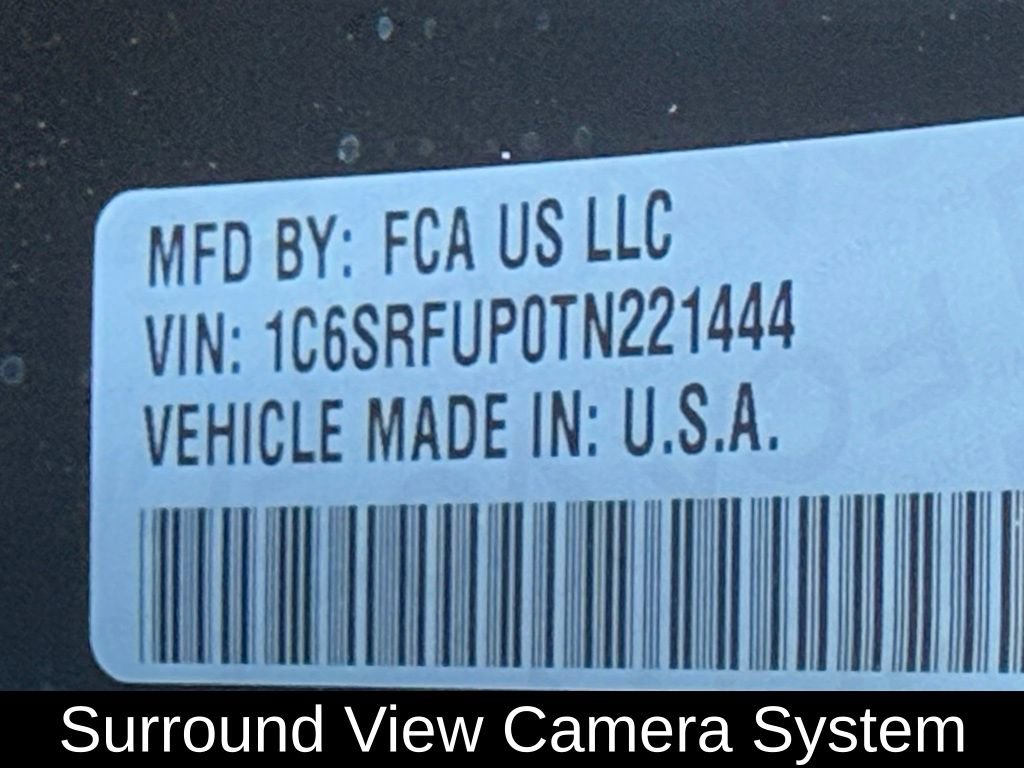 MFD BY: FCA US LLC
VIN: 1C6SRFUP0TN221444
VEHICLE MADE IN: U.S.A.
Surround View Camera System